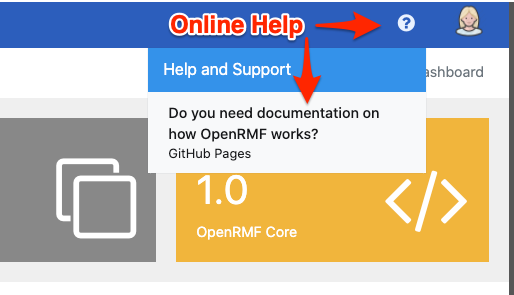 Online Help
?
Help and Support
ashboard
Do you need documentation on
how OpenRMF works?
GitHub Pages
1.0
OpenRMF Core